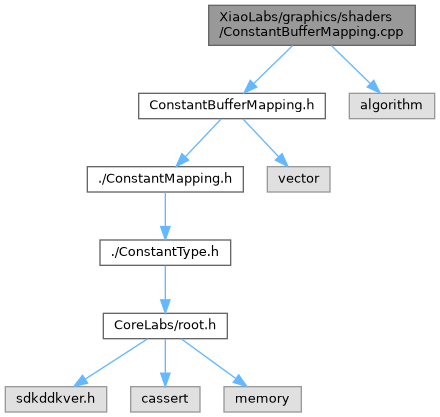 XiaoLabs/graphics/shaders
/ConstantBufferMapping.cpp
ConstantBufferMapping.h
algorithm
./ConstantMapping.h
vector
./ConstantType.h
CoreLabs/root.h
sdkddkver.h
cassert
memory